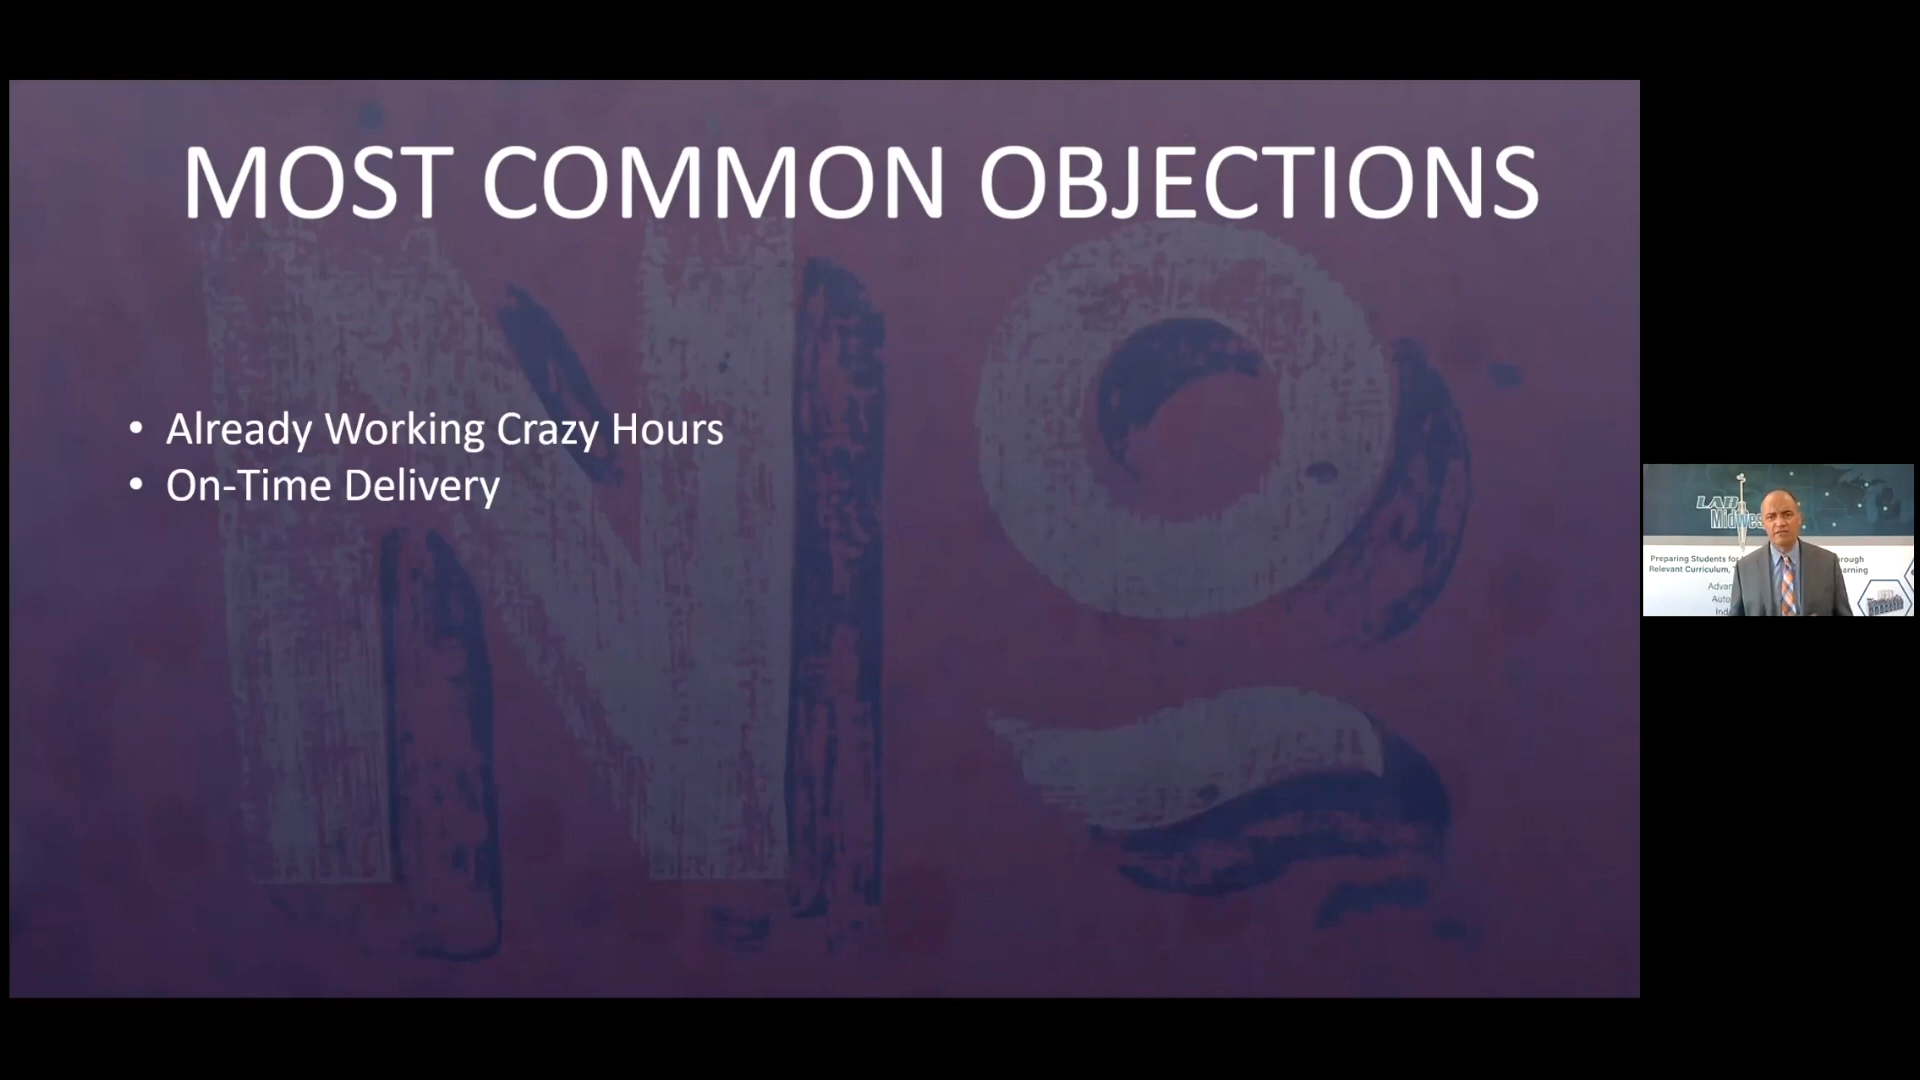 MOST COMMON OBJECTIONS
No
• Already Working Crazy Hours
• On-Time Delivery
LAB
Midwes
Preparing Students for
rough
Relevant Curriculum,
arning
Advan
Auto
Ind